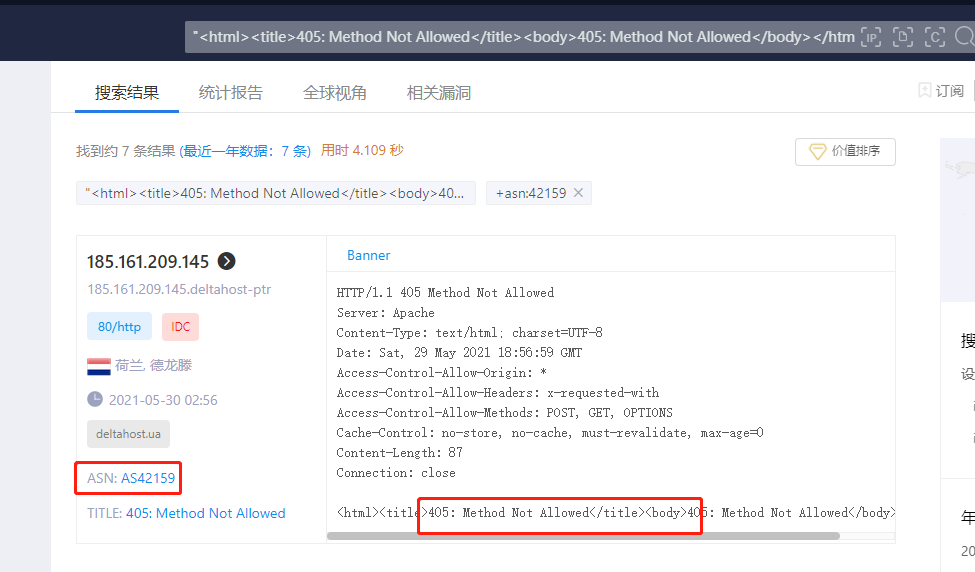 "<html><title>405: Method Not Allowed</title><body>405: Method Not Allowed</body></htm
IP
C
搜索结果 统计报告 全球视角 相关漏洞
订阅
找到约 7 条结果 (最近一年数据：7 条) 用时 4.109 秒
价值排序
"<html><title>405: Method Not Allowed</title><body>40... +asn:42159
185.161.209.145
185.161.209.145.deltahost-ptr
80/http IDC
荷兰, 德龙滕
2021-05-30 02:56
deltahost.ua
ASN: AS42159
TITLE: 405: Method Not Allowed
Banner
HTTP/1.1 405 Method Not Allowed
Server: Apache
Content-Type: text/html; charset=UTF-8
Date: Sat, 29 May 2021 18:56:59 GMT
Access-Control-Allow-Origin: *
Access-Control-Allow-Headers: x-requested-with
Access-Control-Allow-Methods: POST, GET, OPTIONS
Cache-Control: no-store, no-cache, must-revalidate, max-age=0
Content-Length: 87
Connection: close
<html><title>405: Method Not Allowed</title><body>405: Method Not Allowed</body>
搜
设
年
20